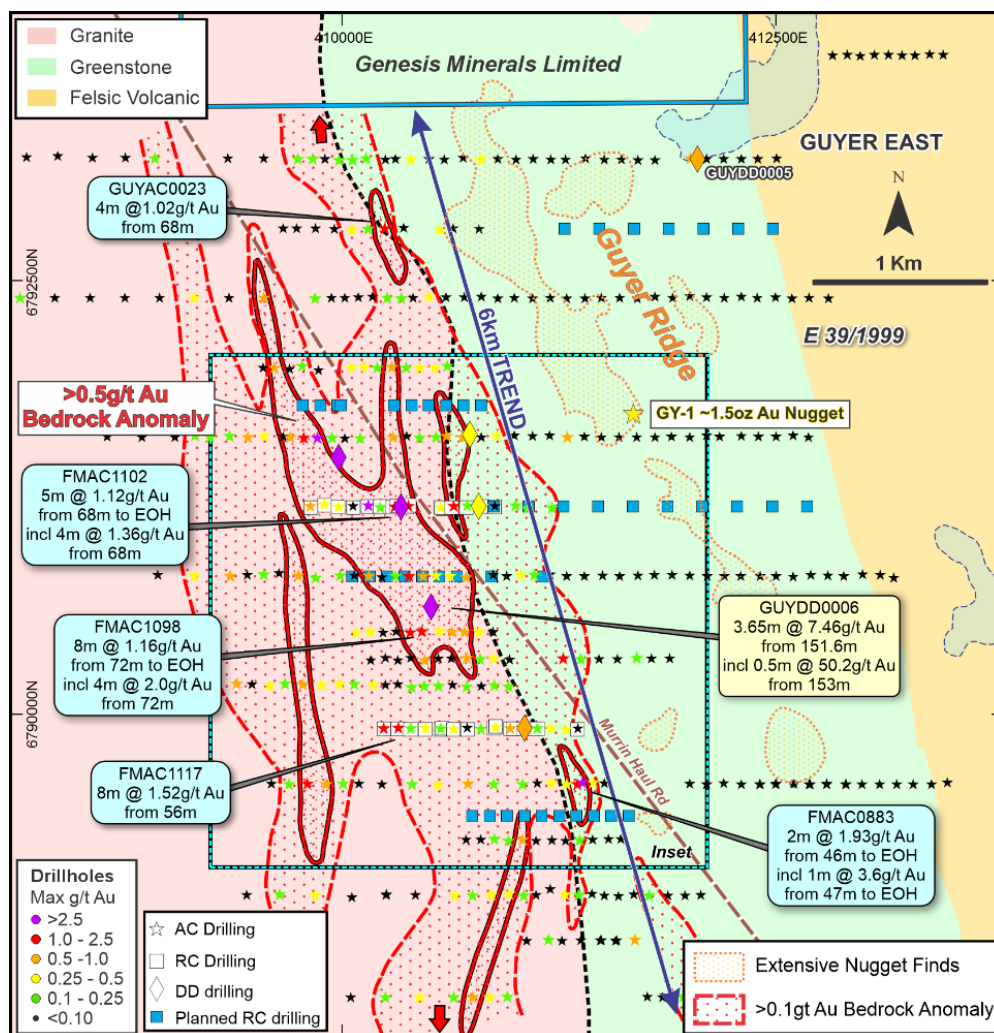 Granite
Greenstone
Felsic Volcanic
410000E
412500E
Genesis Minerals Limited
GUYER EAST
GUYDD0005
N
1 Km
E 39/1999
GUYAC0023
4m @1.02g/t Au
from 68m
6792500N
Guyer Ridge
6km TREND
>0.5g/t Au
Bedrock Anomaly
GY-1 ~1.5oz Au Nugget
FMAC1102
5m @ 1.12g/t Au
from 68m to EOH
incl 4m @ 1.36g/t Au
from 68m
FMAC1098
8m @ 1.16g/t Au
from 72m to EOH
incl 4m @ 2.0g/t Au
from 72m
GUYDD0006
3.65m @ 7.46g/t Au
from 151.6m
incl 0.5m @ 50.2g/t Au
from 153m
6790000N
Murrin Haul Rd
FMAC1117
8m @ 1.52g/t Au
from 56m
FMAC0883
2m @ 1.93g/t Au
from 46m to EOH
incl 1m @ 3.6g/t Au
from 47m to EOH
Inset
Drillholes
Max g/t Au
>2.5
1.0 - 2.5
0.5 -1.0
0.25 - 0.5
0.1 - 0.25
<0.10
AC Drilling
RC Drilling
DD drilling
Planned RC drilling
Extensive Nugget Finds
>0.1gt Au Bedrock Anomaly